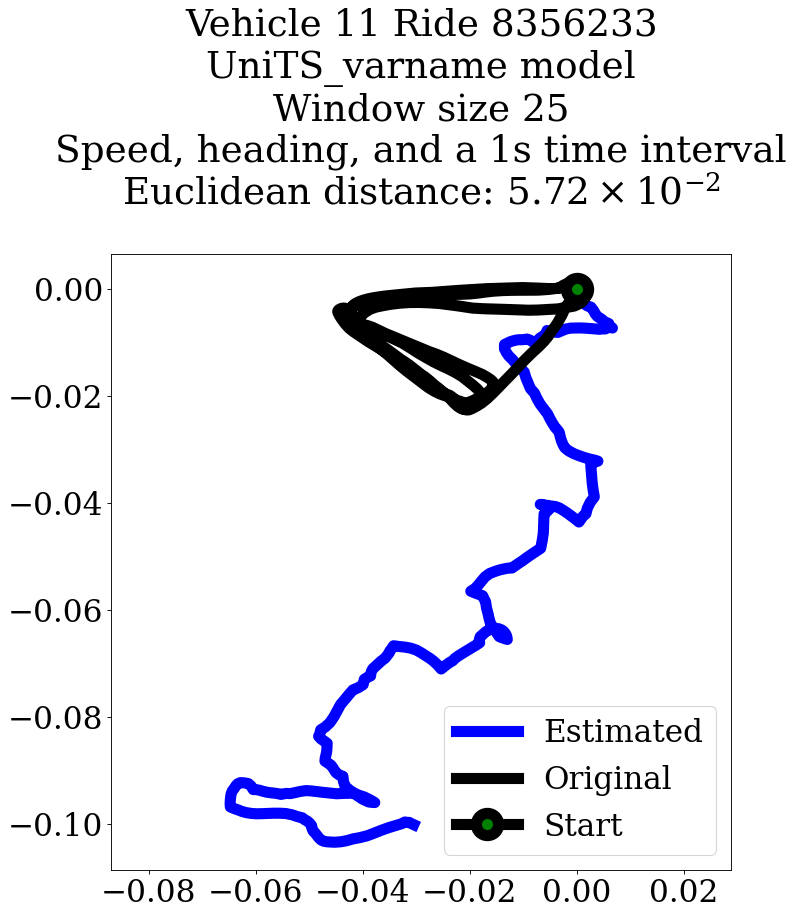 Vehicle 11 Ride 8356233
UniTS_varname model
Window size 25
Speed, heading, and a 1s time interval
Euclidean distance: 5.72 × 10⁻²
0.00
−0.02
−0.04
−0.06
−0.08
−0.10
Estimated
Original
Start
−0.08 −0.06 −0.04 −0.02 0.00 0.02